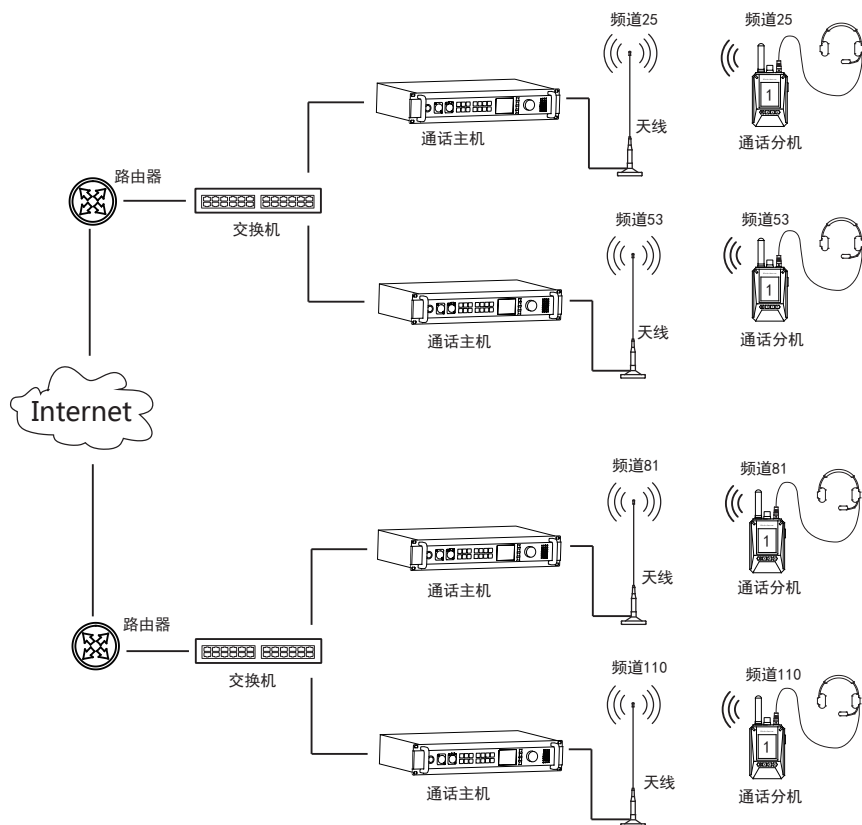 频道25
频道25
天线
通话主机
通话分机
路由器
交换机
频道53
频道53
天线
通话主机
通话分机
1
1
Internet
频道81
频道81
天线
通话主机
通话分机
1
路由器
交换机
频道110
频道110
天线
通话主机
通话分机
1